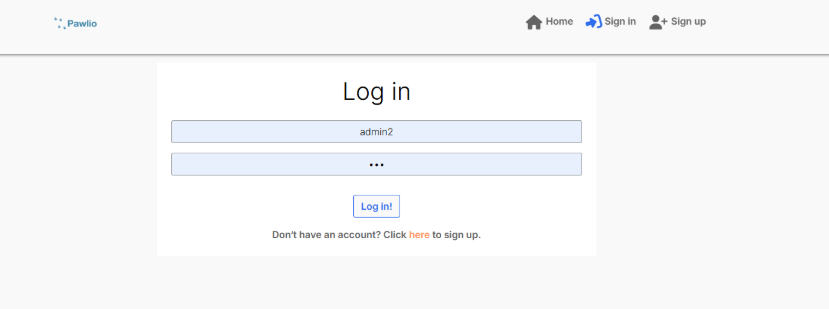 Pawlio
Home Sign in Sign up
Log in
admin2
•••
Log in!
Don't have an account? Click here to sign up.